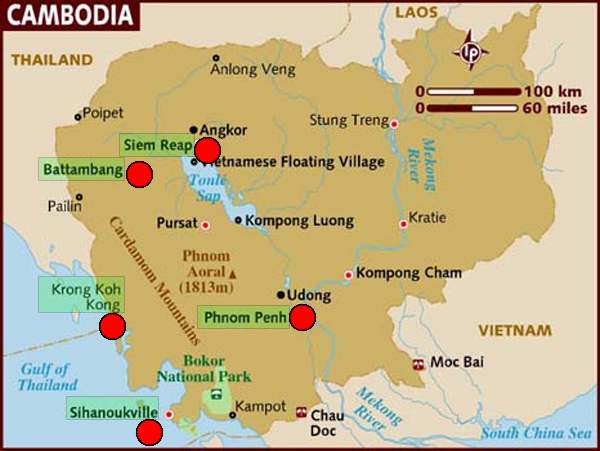 CAMBODIA
LAOS
THAILAND
Anlong Veng
lp
0 100 km
0 60 miles
Poipet
Stung Treng
Angkor
Siem Reap
Vietnamese Floating Village
Battambang
Tonlé
Sap
Mekong
River
Pailin
Pursat
Kompong Luong
Kratie
Cardamom Mountains
Phnom
Aoral
(1813m)
Kompong Cham
Krong Koh
Kong
Udong
Phnom Penh
VIETNAM
Gulf of
Thailand
Bokor
National Park
Moc Bai
Sihanoukville
Kampot
Chau
Doc
Mekong
River
South China Sea